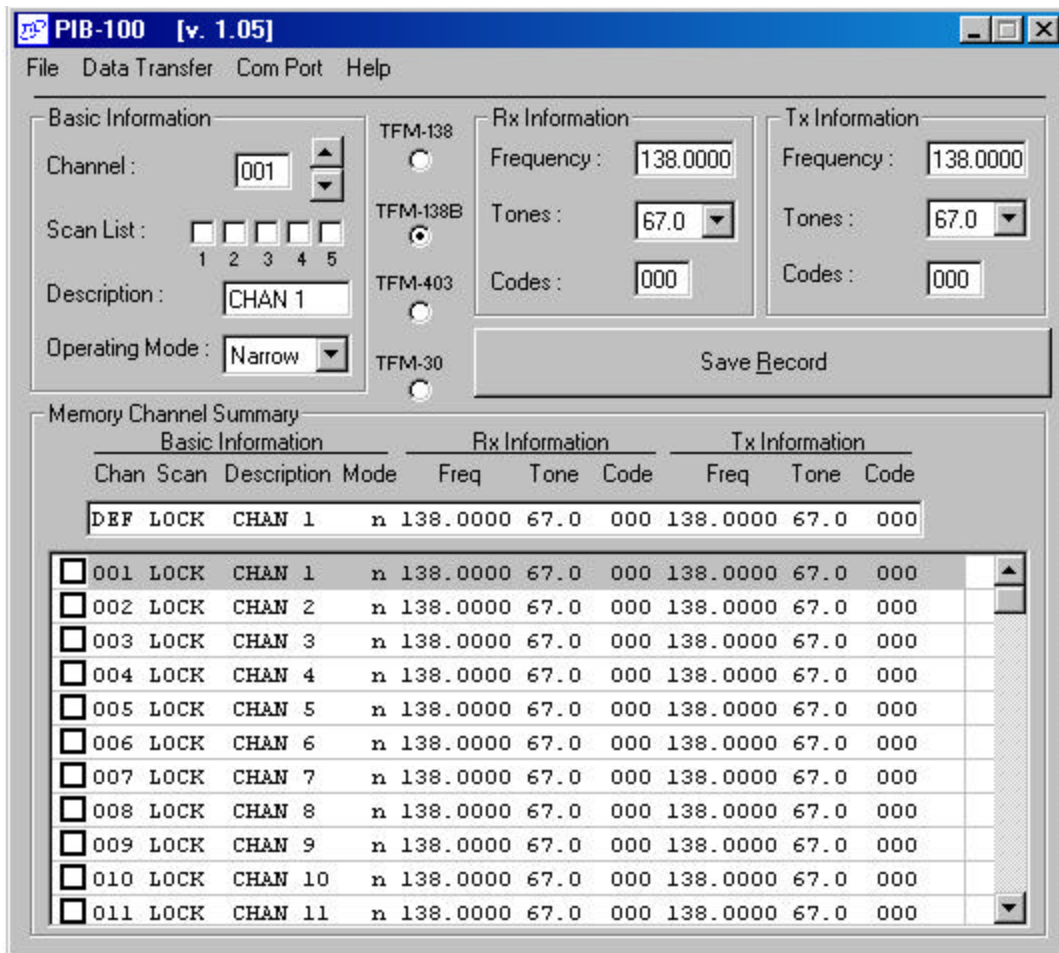 PIB-100 [v. 1.05]
File Data Transfer Com Port Help
Basic Information
Channel : 001
Scan List :
1 2 3 4 5
Description : CHAN 1
Operating Mode : Narrow
TFM-138
TFM-138B
TFM-403
TFM-30
Rx Information
Frequency : 138.0000
Tones : 67.0
Codes : 000
Tx Information
Frequency : 138.0000
Tones : 67.0
Codes : 000
Save Record
Memory Channel Summary
Basic Information Rx Information Tx Information
Chan Scan Description Mode Freq Tone Code Freq Tone Code
DEF LOCK CHAN 1 n 138.0000 67.0 000 138.0000 67.0 000
001 LOCK CHAN 1 n 138.0000 67.0 000 138.0000 67.0 000
002 LOCK CHAN 2 n 138.0000 67.0 000 138.0000 67.0 000
003 LOCK CHAN 3 n 138.0000 67.0 000 138.0000 67.0 000
004 LOCK CHAN 4 n 138.0000 67.0 000 138.0000 67.0 000
005 LOCK CHAN 5 n 138.0000 67.0 000 138.0000 67.0 000
006 LOCK CHAN 6 n 138.0000 67.0 000 138.0000 67.0 000
007 LOCK CHAN 7 n 138.0000 67.0 000 138.0000 67.0 000
008 LOCK CHAN 8 n 138.0000 67.0 000 138.0000 67.0 000
009 LOCK CHAN 9 n 138.0000 67.0 000 138.0000 67.0 000
010 LOCK CHAN 10 n 138.0000 67.0 000 138.0000 67.0 000
011 LOCK CHAN 11 n 138.0000 67.0 000 138.0000 67.0 000